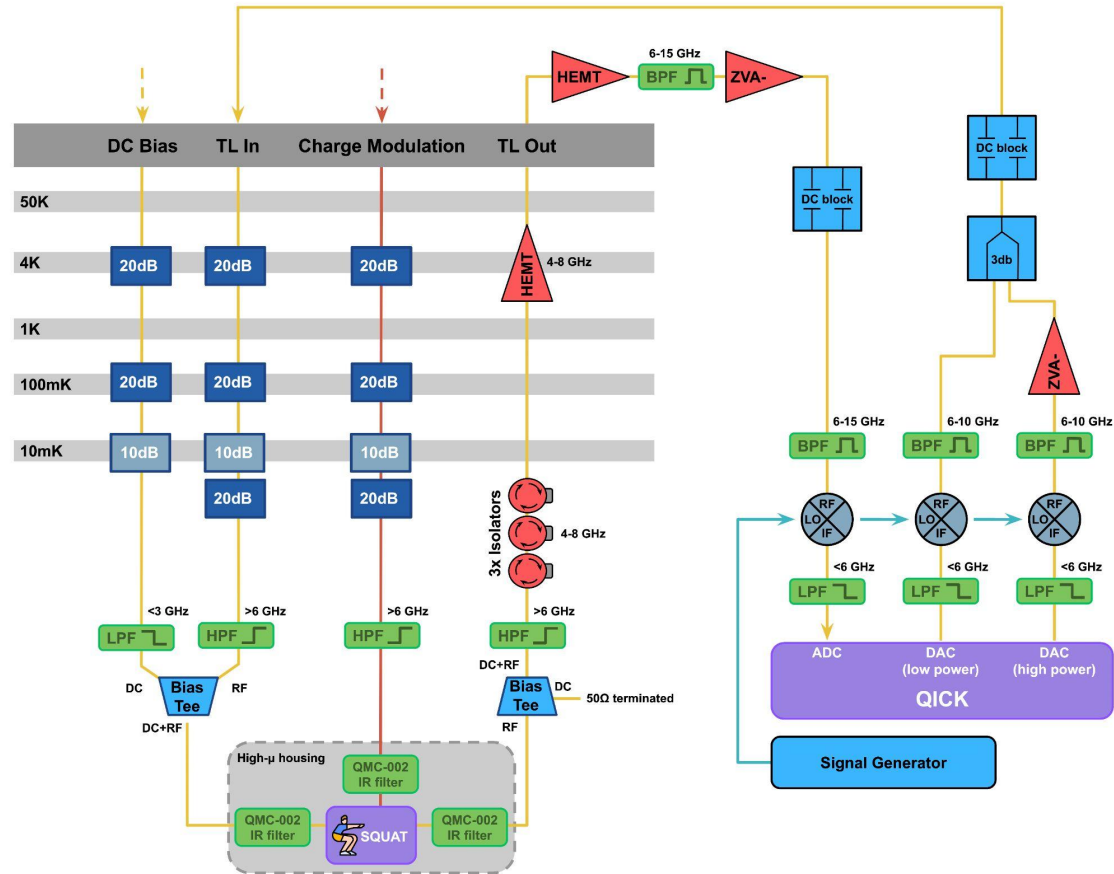 6-15 GHz
HEMT
BPF
ZVA-
DC Bias
TL In
Charge Modulation
TL Out
DC block
DC block
50K
4K
20dB
20dB
20dB
HEMT
4-8 GHz
3db
1K
100mK
20dB
20dB
20dB
ZVA-
10mK
10dB
10dB
10dB
20dB
20dB
6-15 GHz
BPF
6-10 GHz
BPF
6-10 GHz
BPF
3x Isolators
4-8 GHz
RF
LO
IF
RF
LO
IF
RF
LO
IF
<6 GHz
LPF
<6 GHz
LPF
<6 GHz
LPF
<3 GHz
LPF
>6 GHz
HPF
>6 GHz
HPF
>6 GHz
HPF
DC
Bias
Tee
RF
DC+RF
DC+RF
Bias
Tee
DC
50Ω terminated
RF
ADC
DAC
(low power)
DAC
(high power)
QICK
Signal Generator
High-μ housing
QMC-002
IR filter
QMC-002
IR filter
SQUAT
QMC-002
IR filter